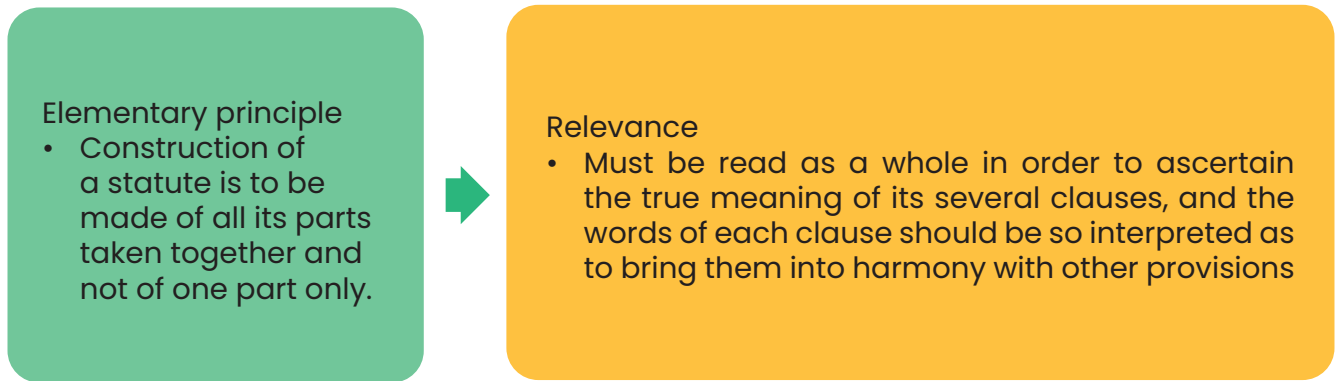 Elementary principle
• Construction of
a statute is to be
made of all its parts
taken together and
not of one part only.
Relevance
• Must be read as a whole in order to ascertain
the true meaning of its several clauses, and the
words of each clause should be so interpreted as
to bring them into harmony with other provisions